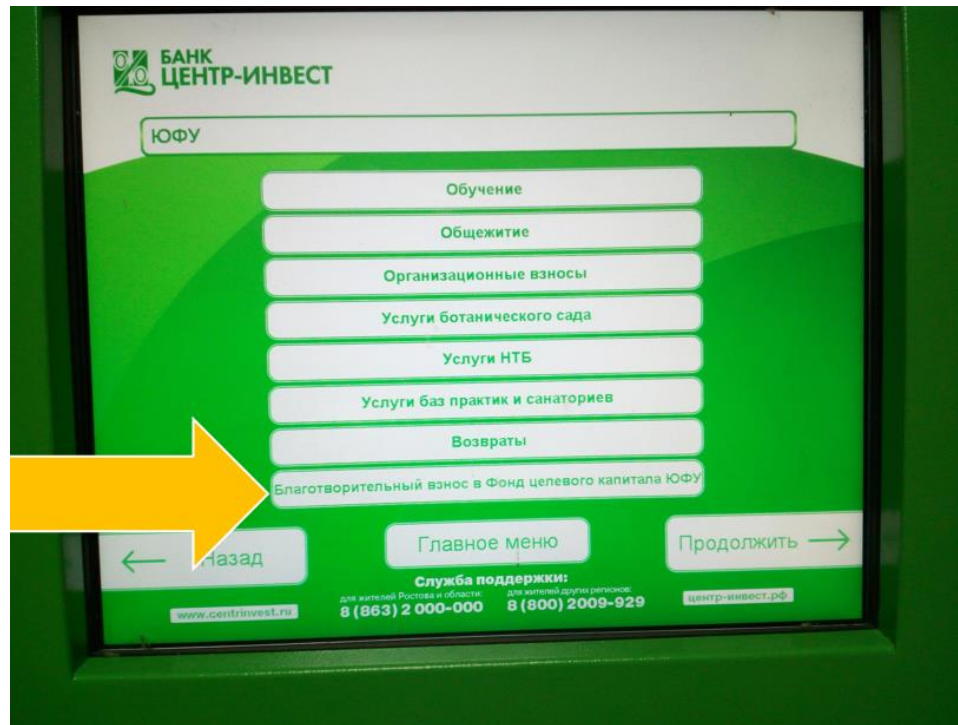 БАНК
ЦЕНТР-ИНВЕСТ
ЮФУ
Обучение
Общежитие
Организационные взносы
Услуги ботанического сада
Услуги НТБ
Услуги баз практик и санаториев
Возвраты
Благотворительный взнос в Фонд целевого капитала ЮФУ
← Назад
Главное меню
Продолжить →
Служба поддержки:
для жителей Ростова и области:
для жителей других регионов:
8 (863) 2 000-000
8 (800) 2009-929
www.centrinvest.ru
центр-инвест.рф